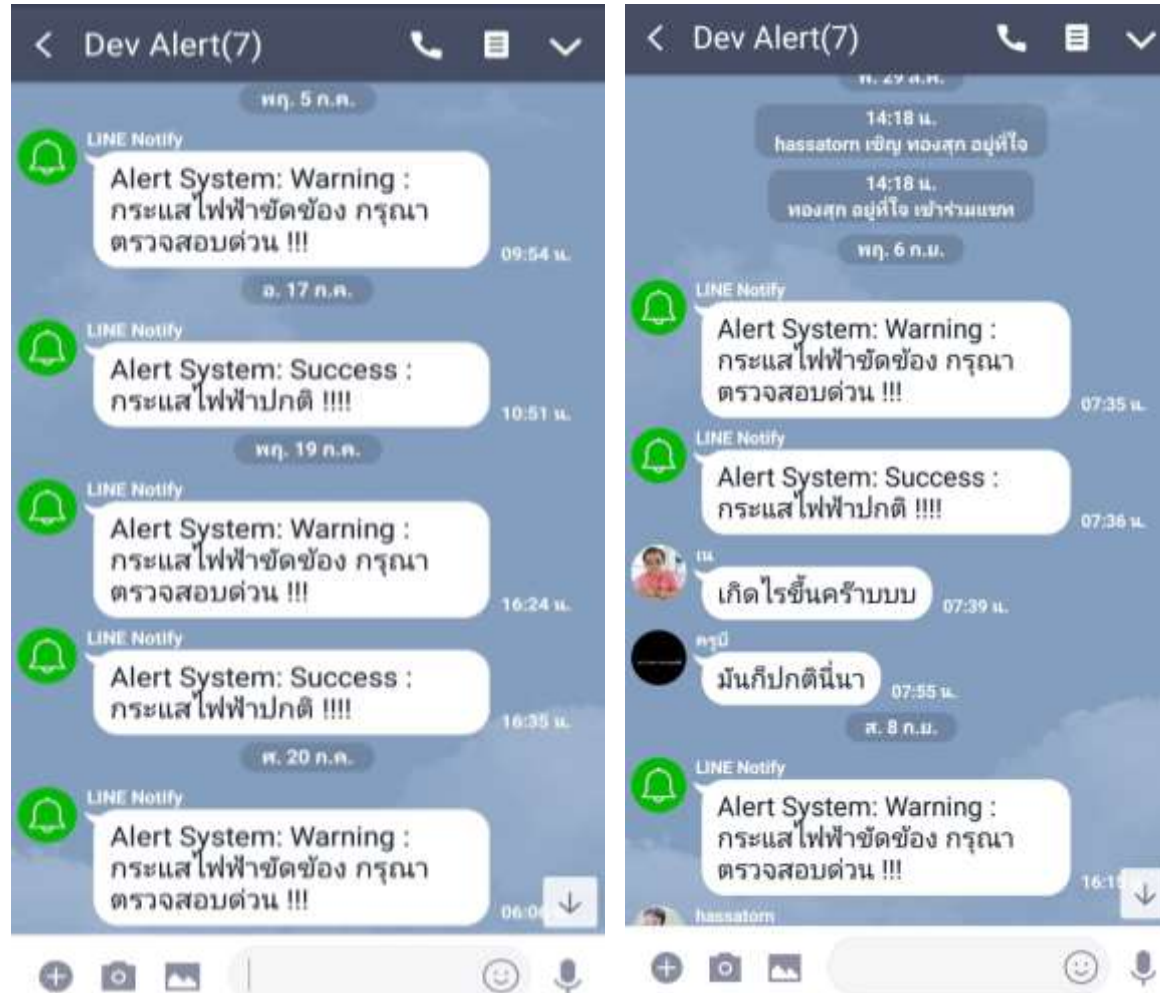 Dev Alert(7)
พฤ. 5 ก.ค.
LINE Notify
Alert System: Warning :
กระแสไฟฟ้าขัดข้อง กรุณา
ตรวจสอบด่วน !!!
09:54 น.
อ. 17 ก.ค.
LINE Notify
Alert System: Success :
กระแสไฟฟ้าปกติ !!!!
10:51 น.
พฤ. 19 ก.ค.
LINE Notify
Alert System: Warning :
กระแสไฟฟ้าขัดข้อง กรุณา
ตรวจสอบด่วน !!!
16:24 น.
LINE Notify
Alert System: Success :
กระแสไฟฟ้าปกติ !!!!
16:35 น.
ศ. 20 ก.ค.
LINE Notify
Alert System: Warning :
กระแสไฟฟ้าขัดข้อง กรุณา
ตรวจสอบด่วน !!!
Dev Alert(7)
พ. 29 ส.ค.
14:18 น.
hassatorn เชิญ ทองสุก อยู่ที่ใจ
14:18 น.
ทองสุก อยู่ที่ใจ เข้าร่วมแชท
พฤ. 6 ก.ย.
LINE Notify
Alert System: Warning :
กระแสไฟฟ้าขัดข้อง กรุณา
ตรวจสอบด่วน !!!
07:35 น.
LINE Notify
Alert System: Success :
กระแสไฟฟ้าปกติ !!!!
07:36 น.
ณ
เกิดไรขึ้นคร๊าบบบ
07:39 น.
ครูบี
มันก็ปกตินี่นา
07:55 น.
ส. 8 ก.ย.
LINE Notify
Alert System: Warning :
กระแสไฟฟ้าขัดข้อง กรุณา
ตรวจสอบด่วน !!!
hassatorn